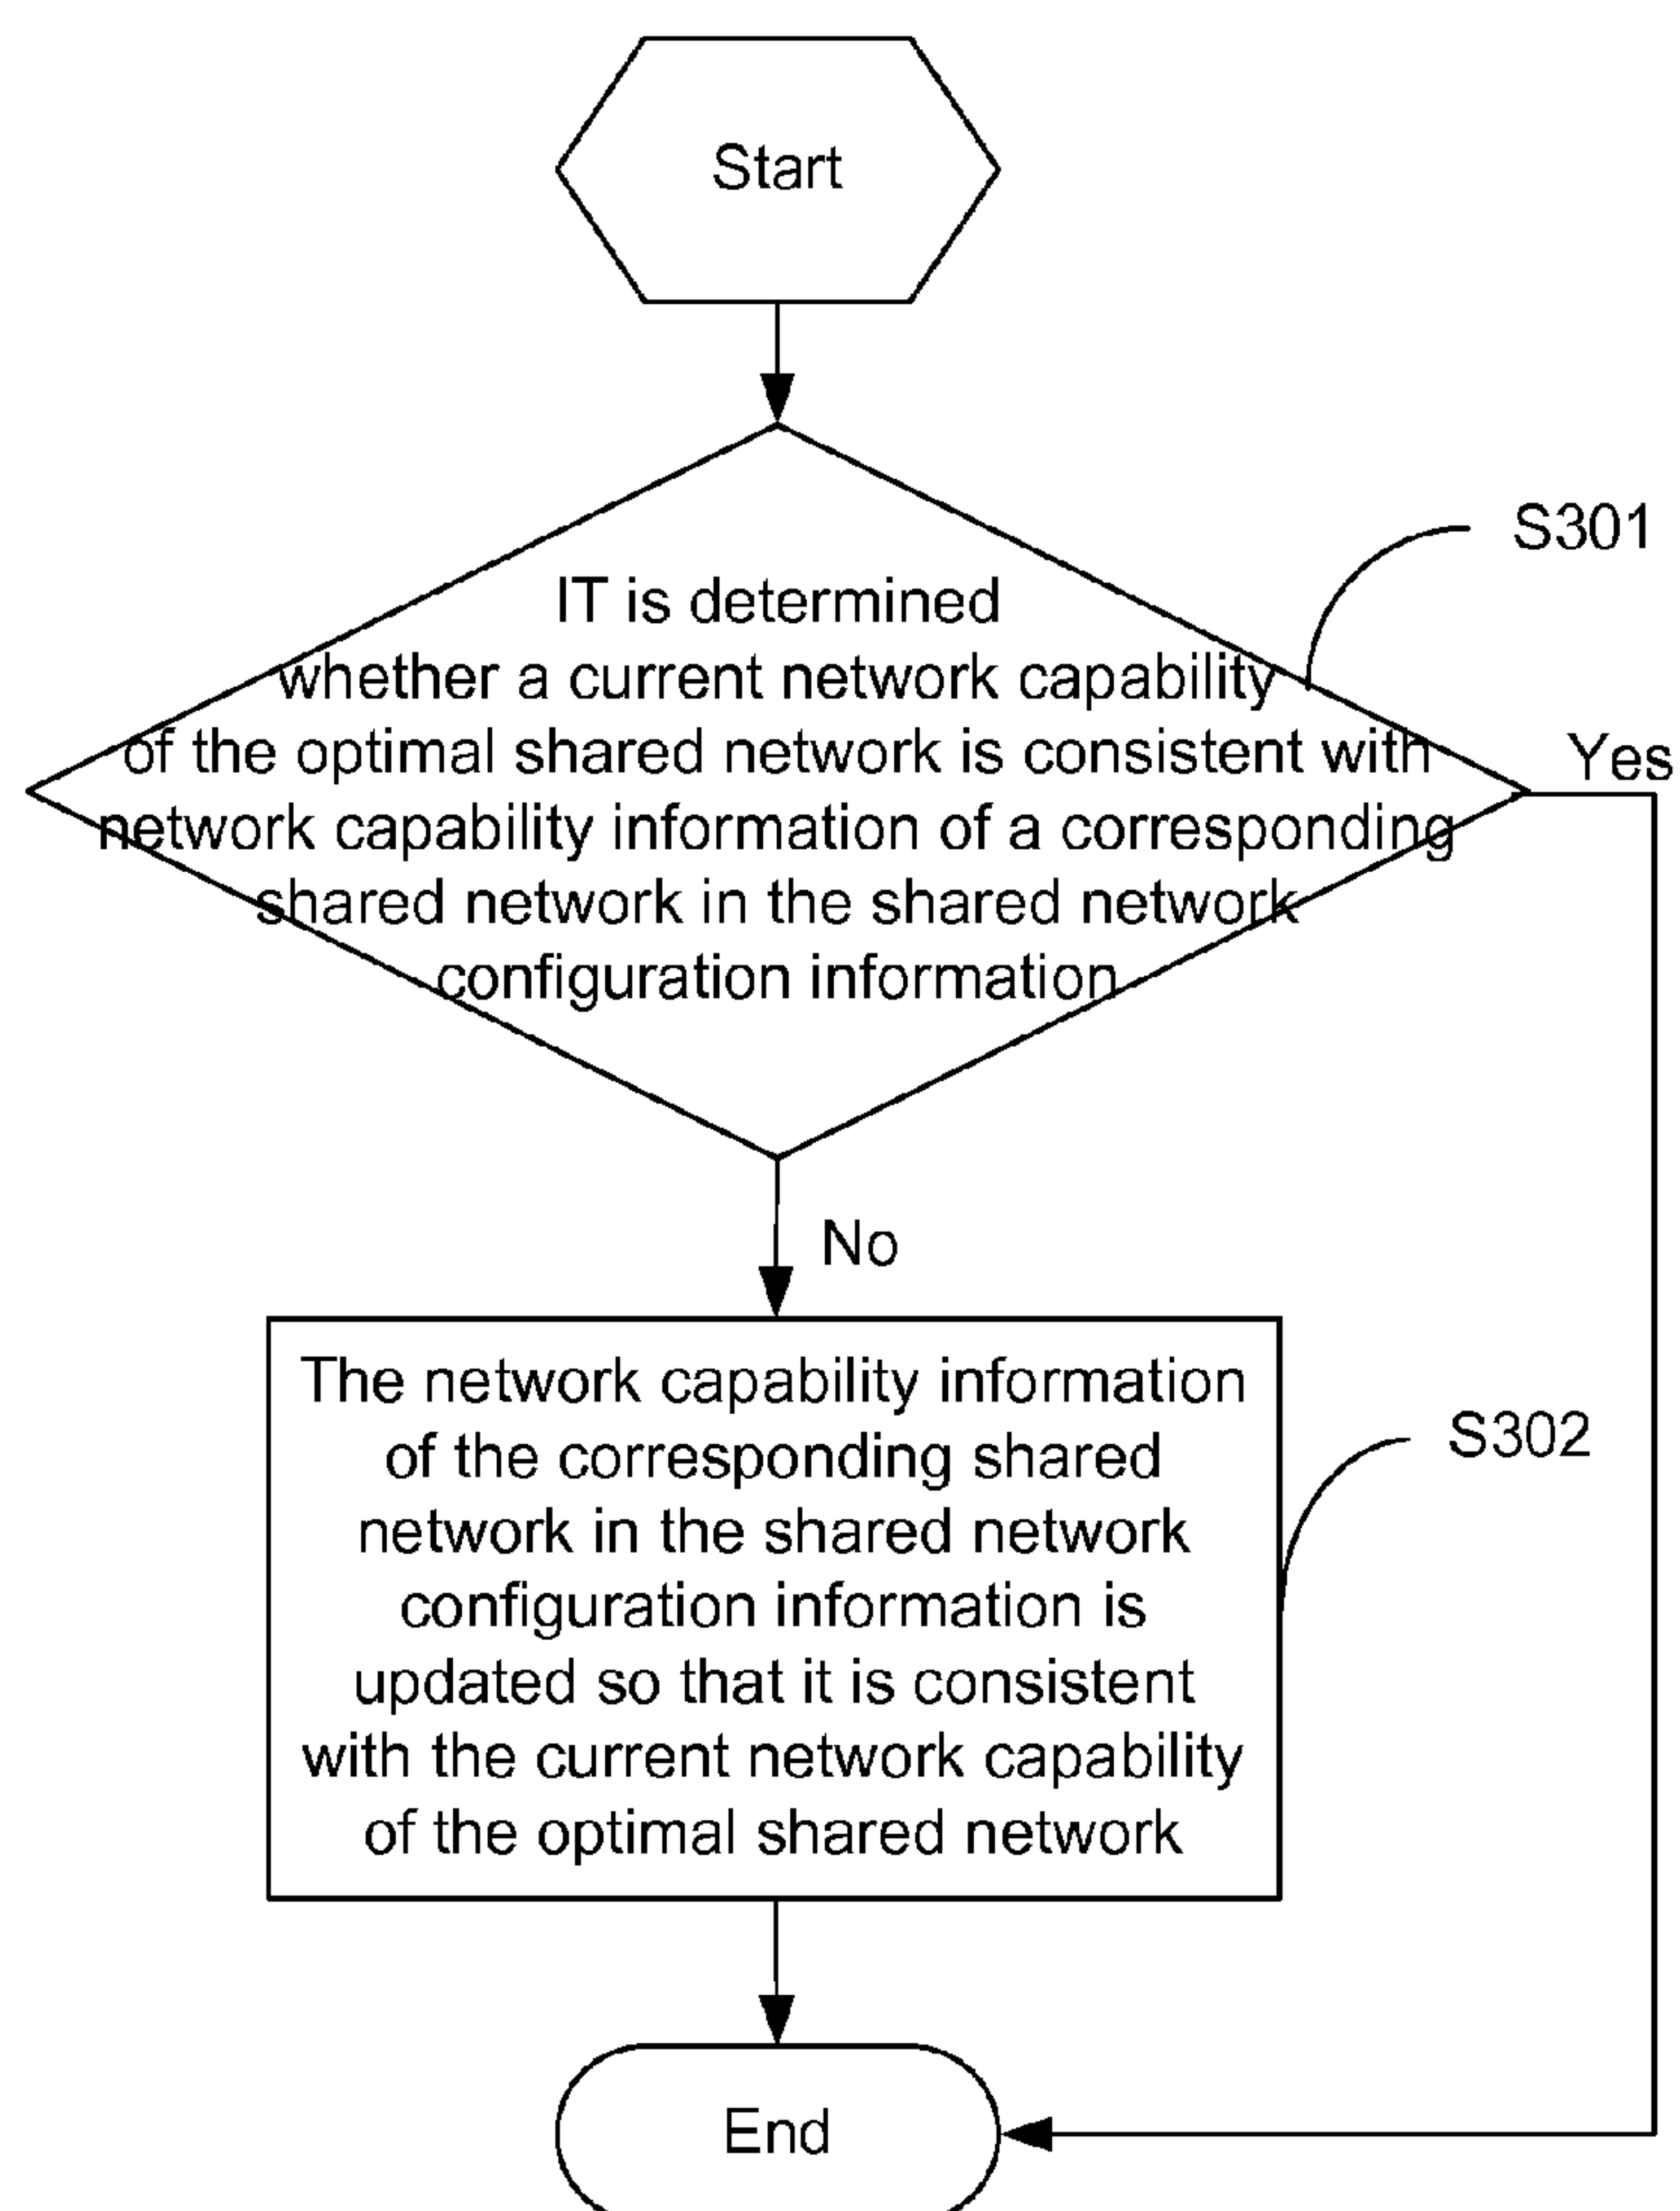 Start
S301
IT is determined
whether a current network capability
of the optimal shared network is consistent with
network capability information of a corresponding
shared network in the shared network
configuration information
Yes
No
The network capability information
of the corresponding shared
network in the shared network
configuration information is
updated so that it is consistent
with the current network capability
of the optimal shared network
S302
End